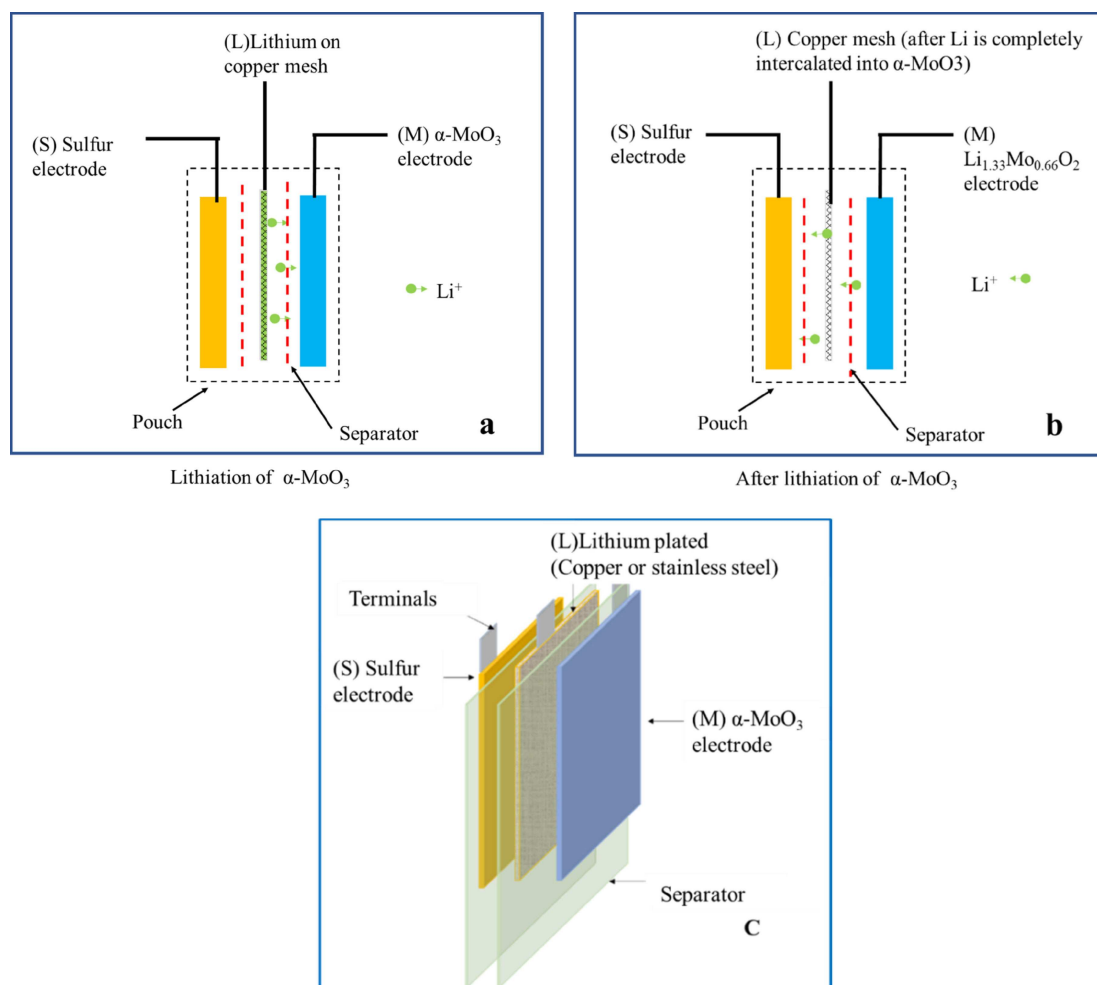 (L)Lithium on
copper mesh
(S) Sulfur
electrode
(M) α-MoO₃
electrode
Li⁺
Pouch
Separator
a
Lithiation of α-MoO₃
(L) Copper mesh (after Li is completely
intercalated into α-MoO3)
(S) Sulfur
electrode
(M)
Li₁.₃₃Mo₀.₆₆O₂
electrode
Li⁺
Pouch
Separator
b
After lithiation of α-MoO₃
(L)Lithium plated
(Copper or stainless steel)
Terminals
(S) Sulfur
electrode
(M) α-MoO₃
electrode
Separator
C